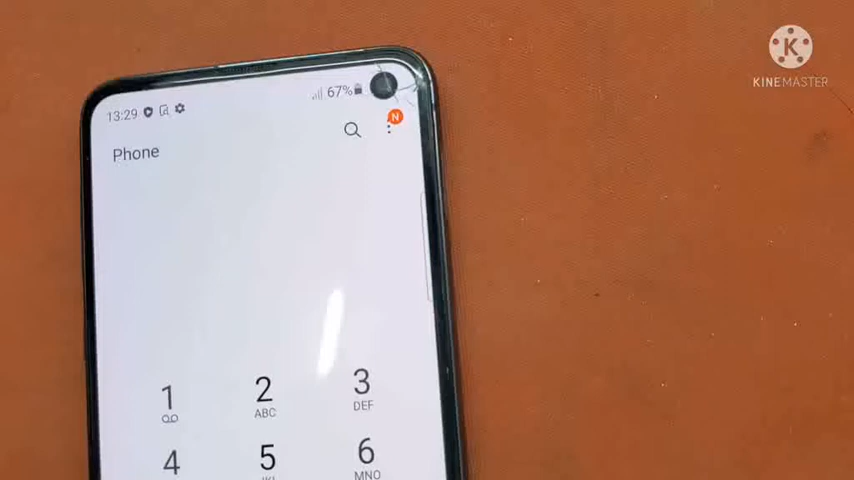 K
KINEMASTER
13:29 67%
N
Phone
1 2 3
ABC DEF
4 5 6
MNO